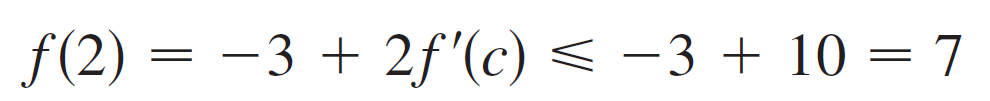 f(2) = −3 + 2f′(c) ⩽ −3 + 10 = 7